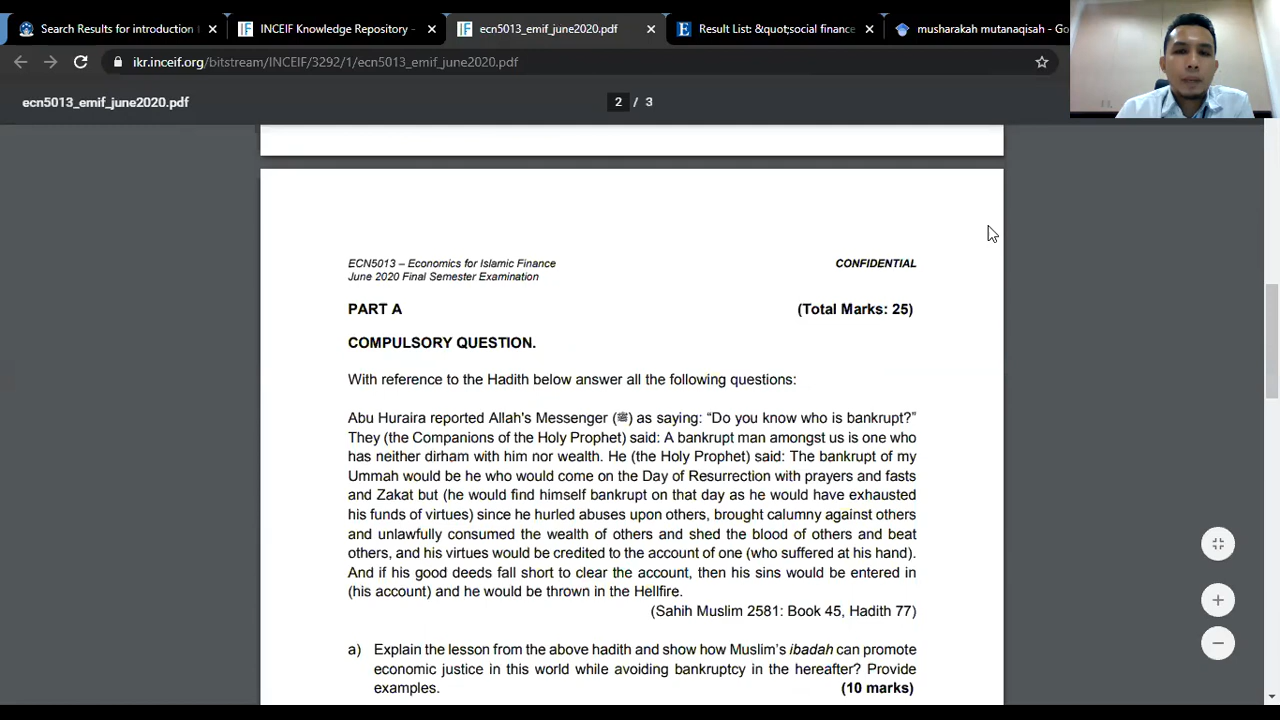 Search Results for introduction
INCEIF Knowledge Repository -
ecn5013_emif_june2020.pdf
Result List: &quot;social finance
musharakah mutanaqisah - Go
ikr.inceif.org/bitstream/INCEIF/3292/1/ecn5013_emif_june2020.pdf
ecn5013_emif_june2020.pdf
2 / 3
ECN5013 – Economics for Islamic Finance
CONFIDENTIAL
June 2020 Final Semester Examination
PART A
(Total Marks: 25)
COMPULSORY QUESTION.
With reference to the Hadith below answer all the following questions:
Abu Huraira reported Allah's Messenger (ﷺ) as saying: “Do you know who is bankrupt?”
They (the Companions of the Holy Prophet) said: A bankrupt man amongst us is one who
has neither dirham with him nor wealth. He (the Holy Prophet) said: The bankrupt of my
Ummah would be he who would come on the Day of Resurrection with prayers and fasts
and Zakat but (he would find himself bankrupt on that day as he would have exhausted
his funds of virtues) since he hurled abuses upon others, brought calumny against others
and unlawfully consumed the wealth of others and shed the blood of others and beat
others, and his virtues would be credited to the account of one (who suffered at his hand).
And if his good deeds fall short to clear the account, then his sins would be entered in
(his account) and he would be thrown in the Hellfire.
(Sahih Muslim 2581: Book 45, Hadith 77)
a) Explain the lesson from the above hadith and show how Muslim’s ibadah can promote
economic justice in this world while avoiding bankruptcy in the hereafter? Provide
examples.
(10 marks)